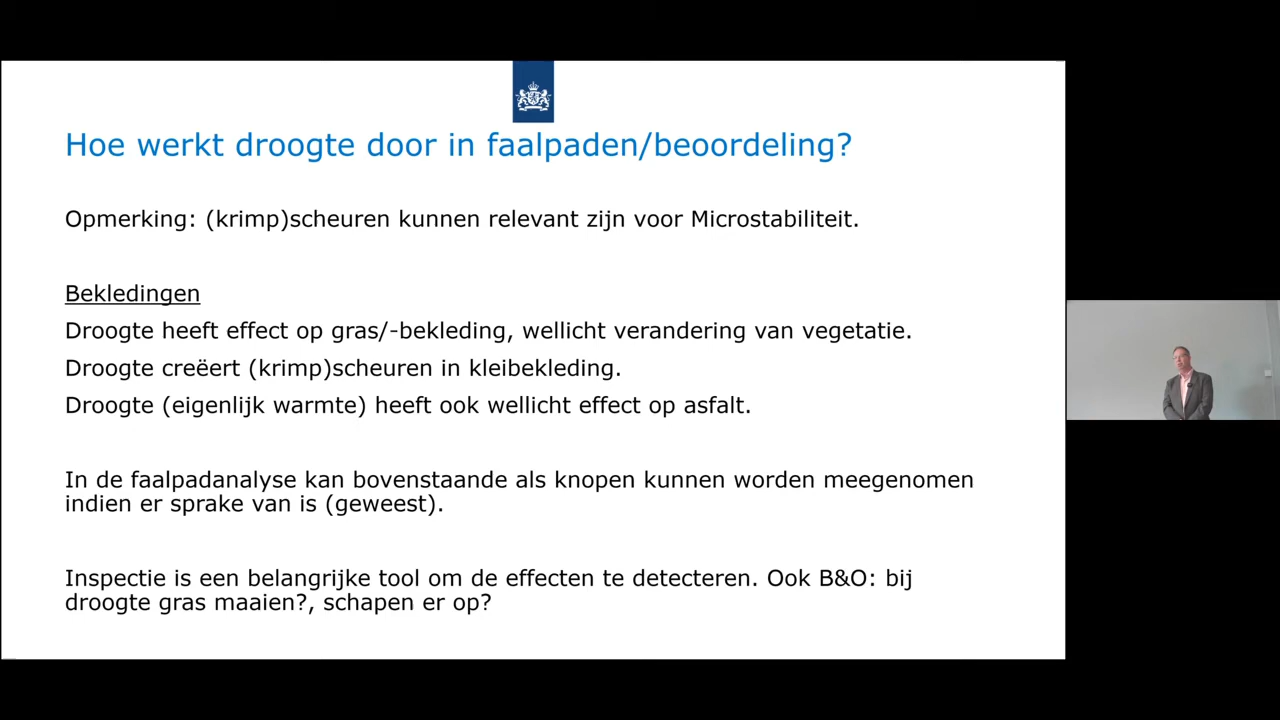 Hoe werkt droogte door in faalpaden/beoordeling?
Opmerking: (krimp)scheuren kunnen relevant zijn voor Microstabiliteit.
Bekledingen
Droogte heeft effect op gras/-bekleding, wellicht verandering van vegetatie.
Droogte creëert (krimp)scheuren in kleibekleding.
Droogte (eigenlijk warmte) heeft ook wellicht effect op asfalt.
In de faalpadanalyse kan bovenstaande als knopen kunnen worden meegenomen
indien er sprake van is (geweest).
Inspectie is een belangrijke tool om de effecten te detecteren. Ook B&O: bij
droogte gras maaien?, schapen er op?